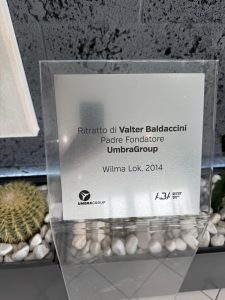 Ritratto di Valter Baldaccini
Padre Fondatore
UmbraGroup
Wilma Lok, 2014
UMBRAGROUP